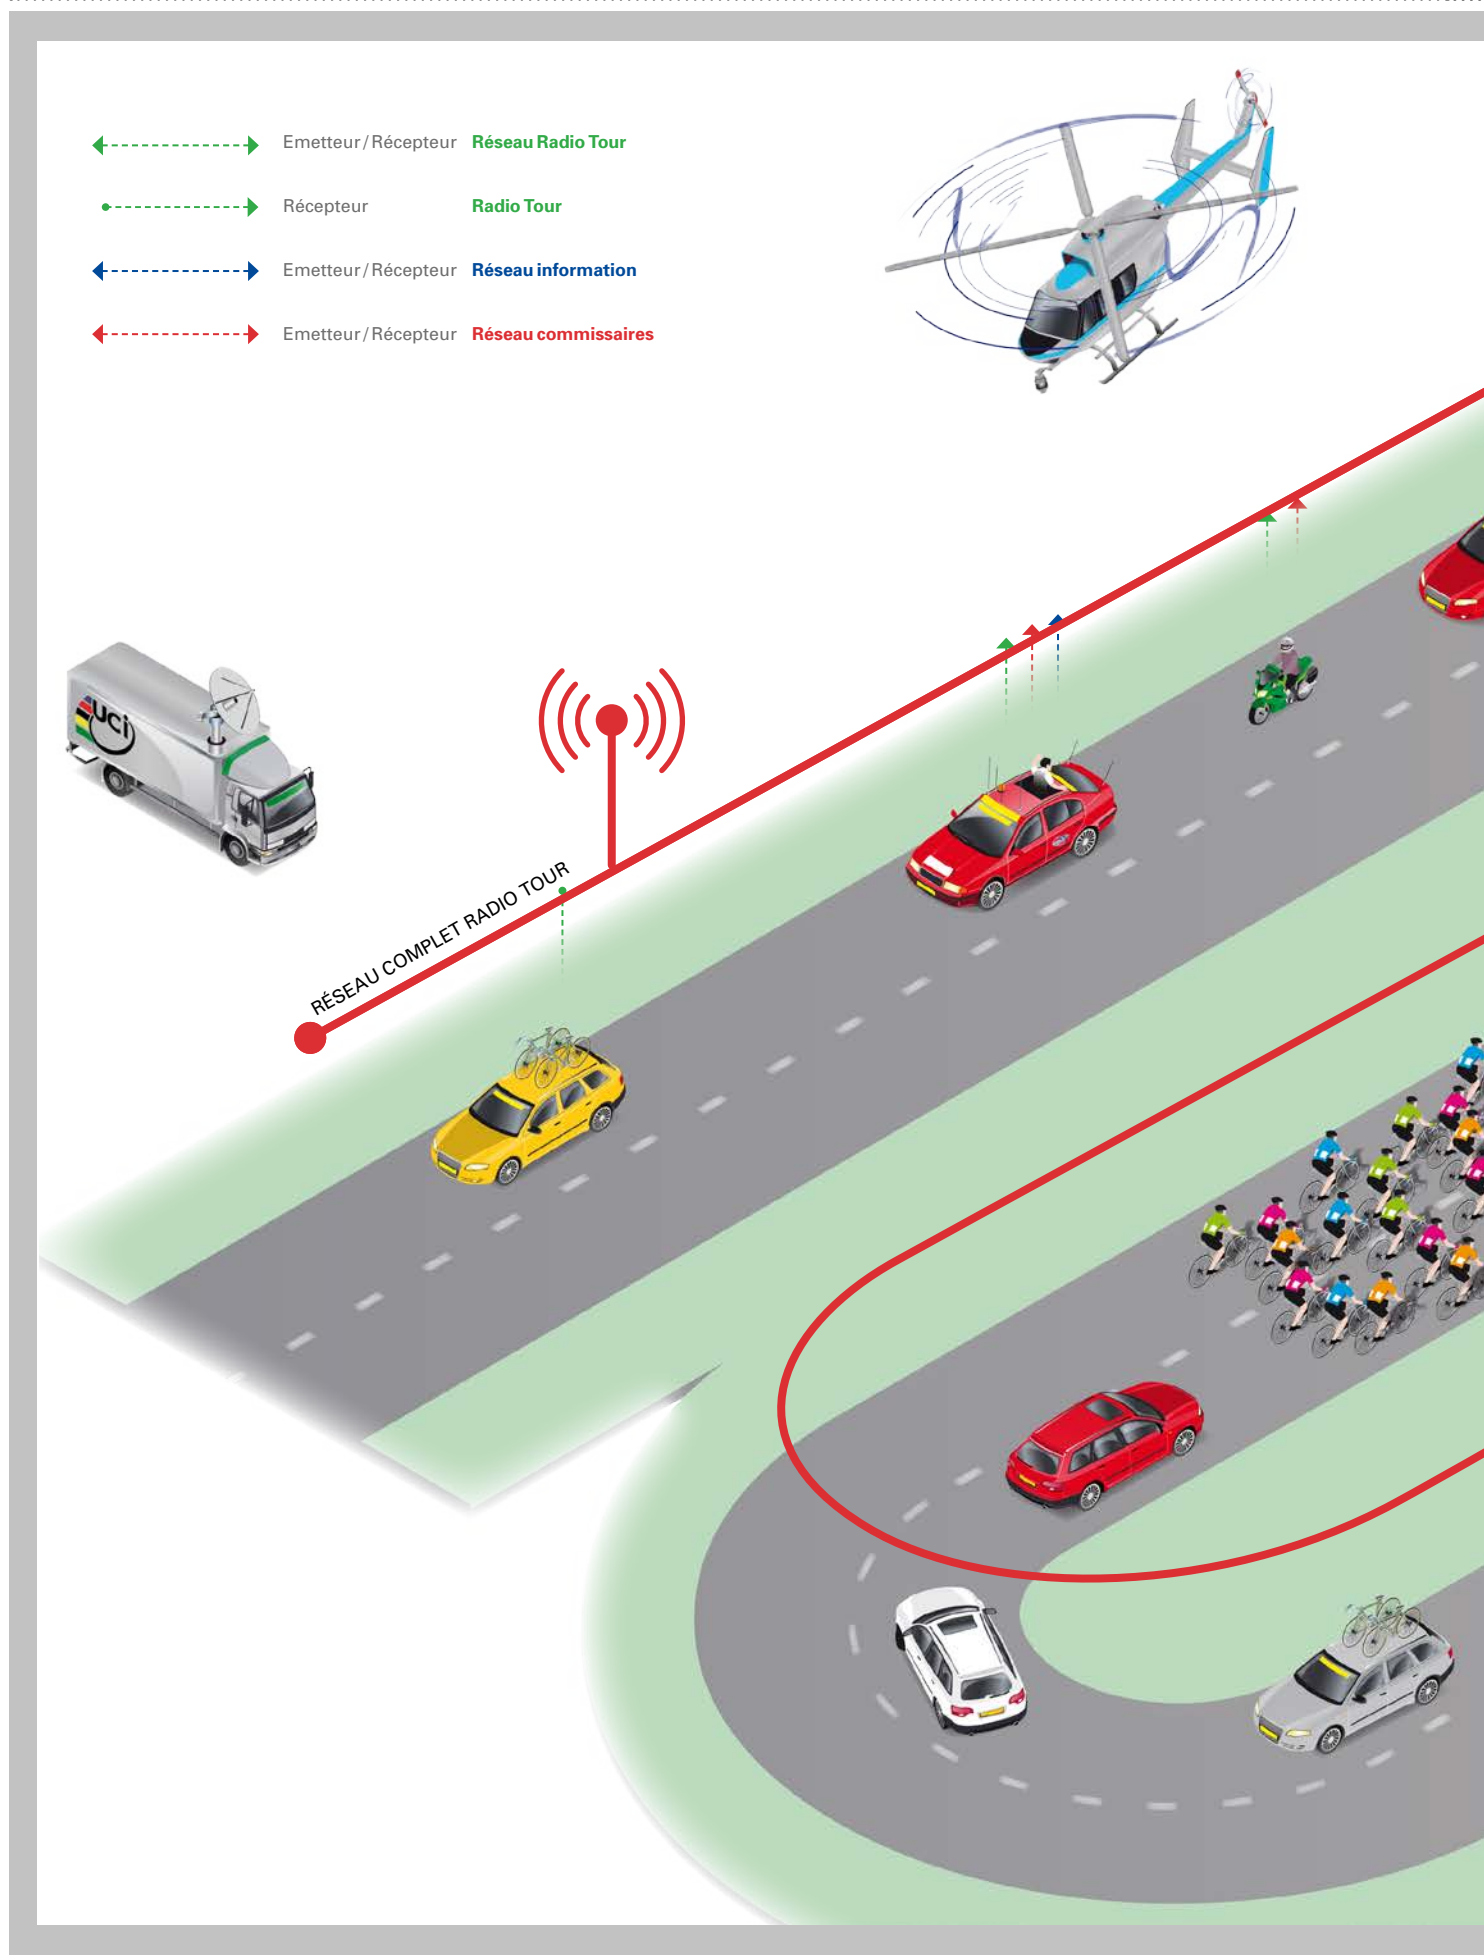 Emetteur / Récepteur Réseau Radio Tour
Récepteur Radio Tour
Emetteur / Récepteur Réseau information
Emetteur / Récepteur Réseau commissaires
UCi
RÉSEAU COMPLET RADIO TOUR